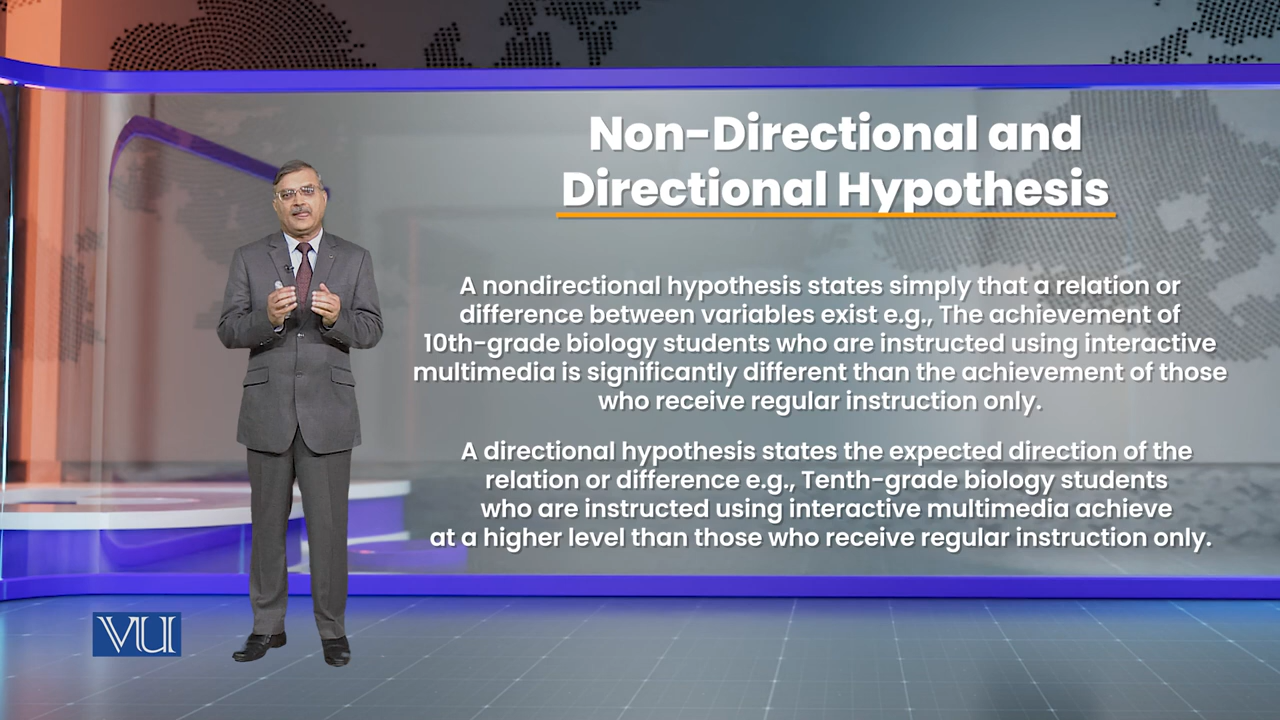 Non-Directional and
Directional Hypothesis
A nondirectional hypothesis states simply that a relation or
difference between variables exist e.g., The achievement of
10th-grade biology students who are instructed using interactive
multimedia is significantly different than the achievement of those
who receive regular instruction only.
A directional hypothesis states the expected direction of the
relation or difference e.g., Tenth-grade biology students
who are instructed using interactive multimedia achieve
at a higher level than those who receive regular instruction only.
VU